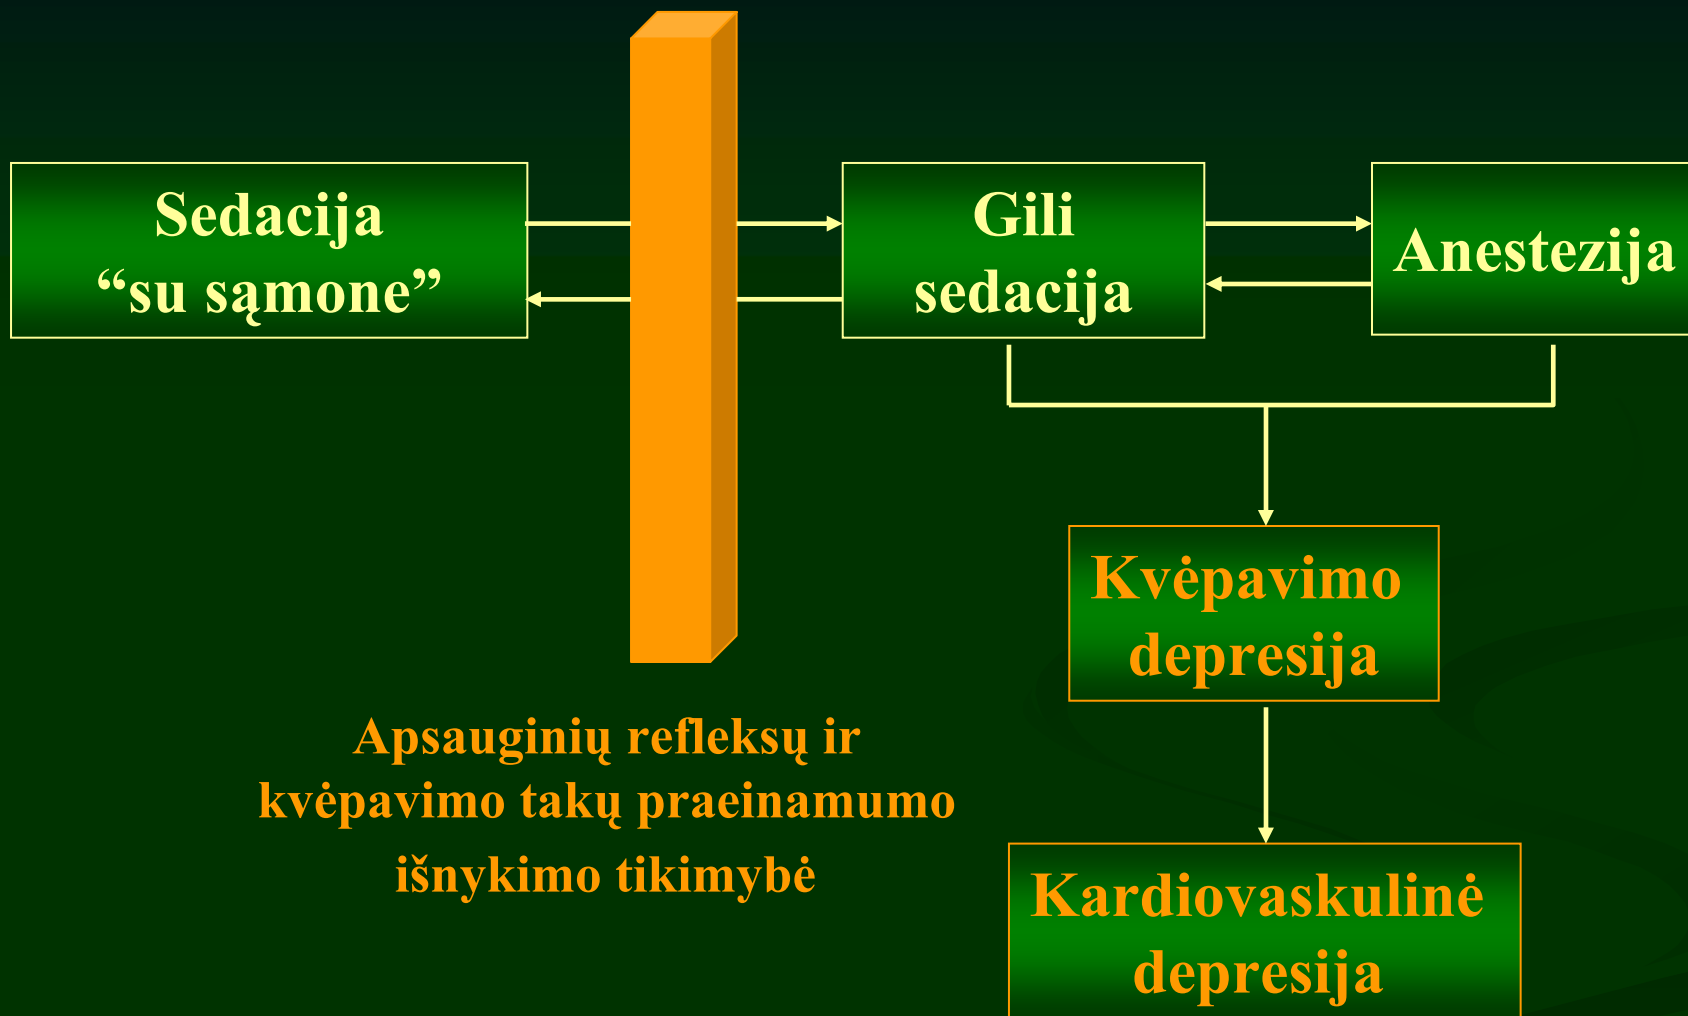 Sedacija
“su sąmone”
Gili
sedacija
Anestezija
Kvėpavimo
depresija
Apsauginių refleksų ir
kvėpavimo takų praeinamumo
išnykimo tikimybė
Kardiovaskulinė
depresija